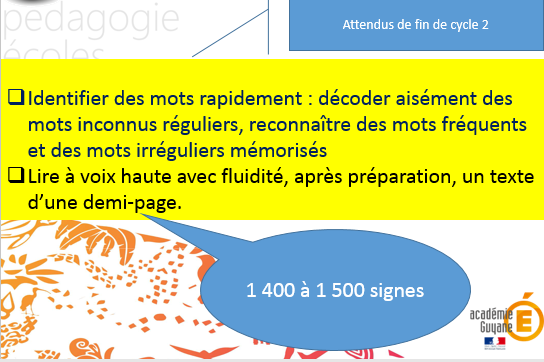 pédagogie
écoles
Attendus de fin de cycle 2
❑Identifier des mots rapidement : décoder aisément des
mots inconnus réguliers, reconnaître des mots fréquents
et des mots irréguliers mémorisés
❑Lire à voix haute avec fluidité, après préparation, un texte
d’une demi-page.
1 400 à 1 500 signes
académie
Guyane
É